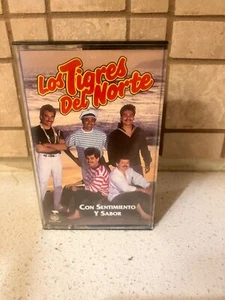 Los Tigres
Del Norte
CON SENTIMIENTO
Y SABOR